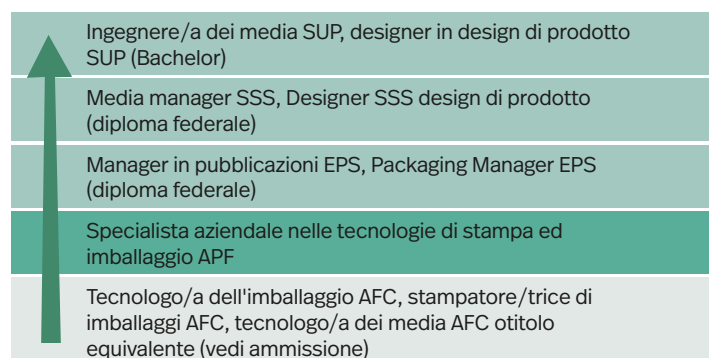 Ingegnere/a dei media SUP, designer in design di prodotto
SUP (Bachelor)
Media manager SSS, Designer SSS design di prodotto
(diploma federale)
Manager in pubblicazioni EPS, Packaging Manager EPS
(diploma federale)
Specialista aziendale nelle tecnologie di stampa ed
imballaggio APF
Tecnologo/a dell'imballaggio AFC, stampatore/trice di
imballaggi AFC, tecnologo/a dei media AFC otitolo
equivalente (vedi ammissione)